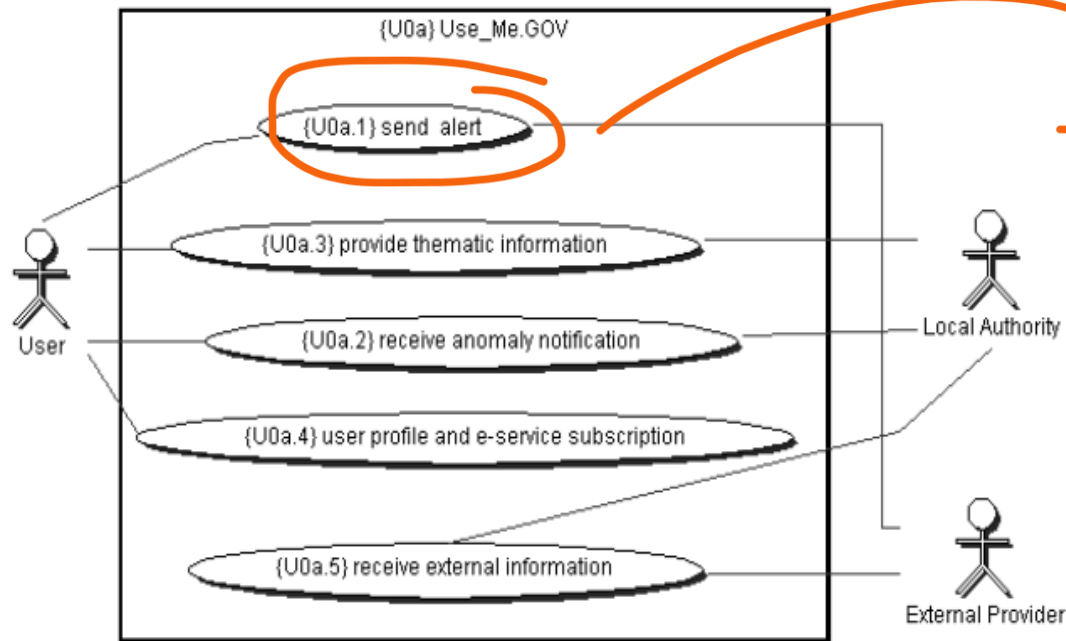 {U0a} Use_Me.GOV
{U0a.1} send alert
{U0a.3} provide thematic information
User
Local Authority
{U0a.2} receive anomaly notification
{U0a.4} user profile and e-service subscription
{U0a.5} receive external information
External Provider